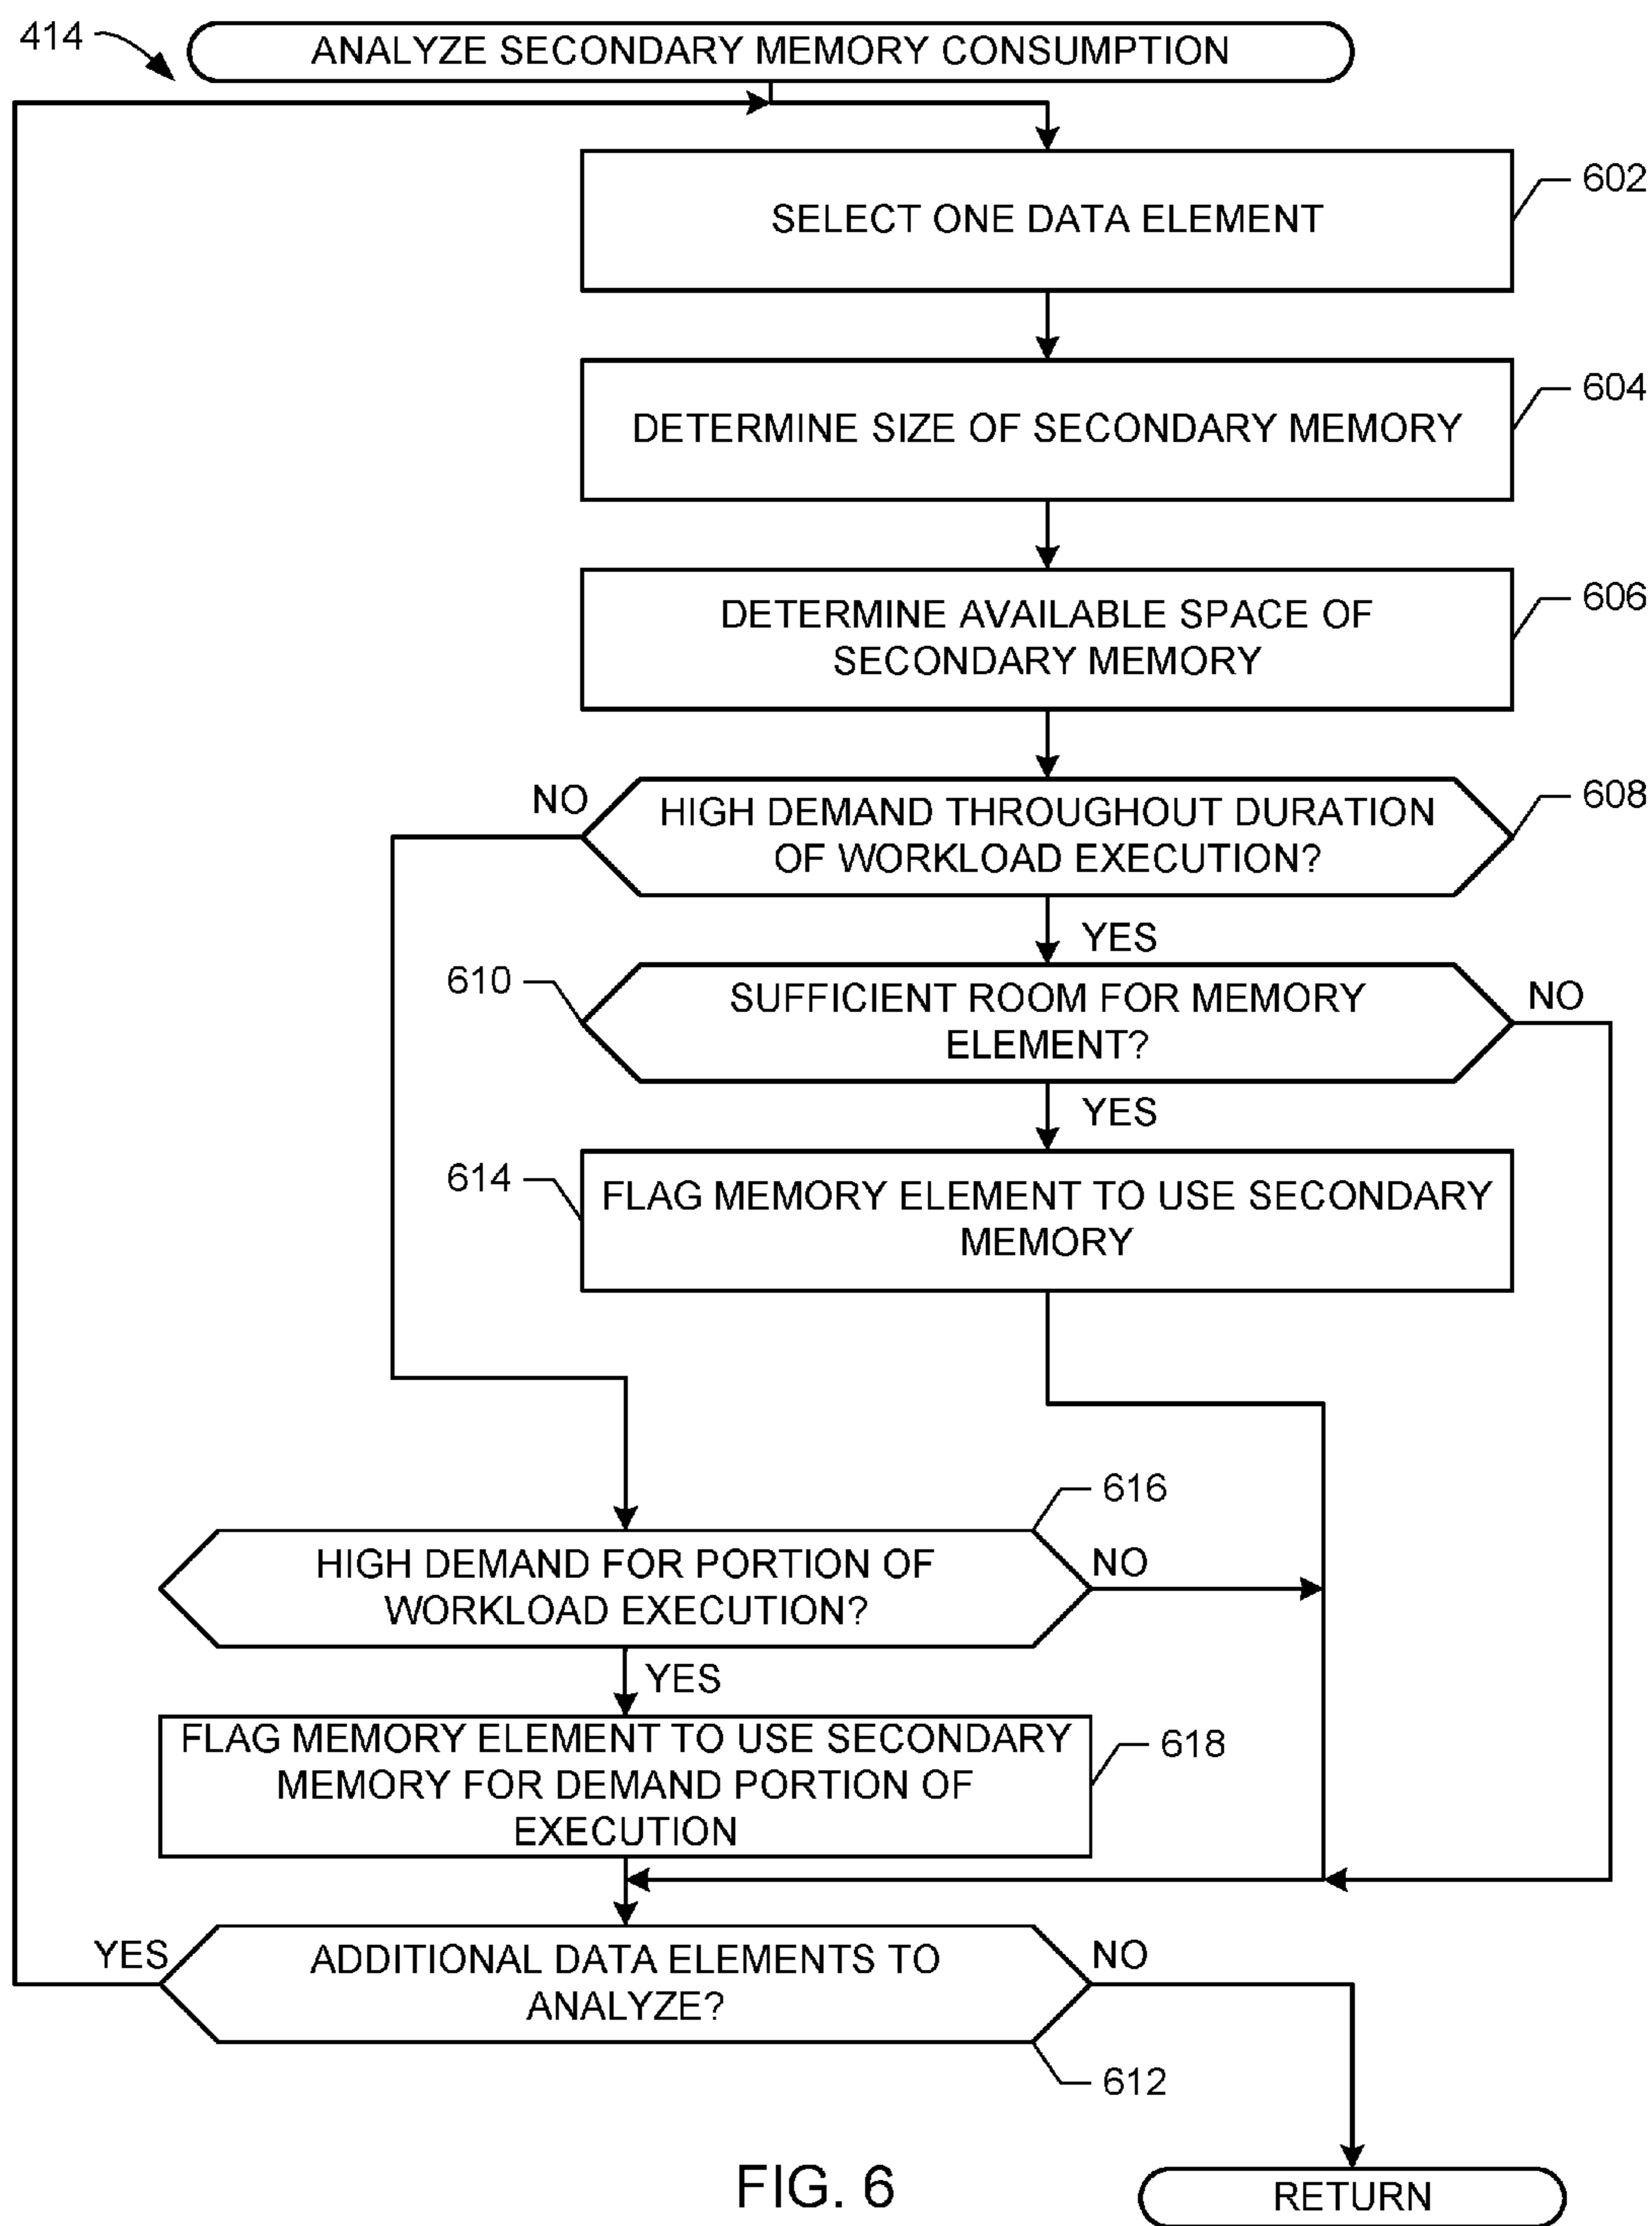 414
ANALYZE SECONDARY MEMORY CONSUMPTION
SELECT ONE DATA ELEMENT
602
DETERMINE SIZE OF SECONDARY MEMORY
604
DETERMINE AVAILABLE SPACE OF
SECONDARY MEMORY
606
NO
HIGH DEMAND THROUGHOUT DURATION
OF WORKLOAD EXECUTION?
608
YES
610
SUFFICIENT ROOM FOR MEMORY
ELEMENT?
NO
YES
614
FLAG MEMORY ELEMENT TO USE SECONDARY
MEMORY
616
HIGH DEMAND FOR PORTION OF
WORKLOAD EXECUTION?
NO
YES
FLAG MEMORY ELEMENT TO USE SECONDARY
MEMORY FOR DEMAND PORTION OF
EXECUTION
618
YES
ADDITIONAL DATA ELEMENTS TO
ANALYZE?
NO
612
FIG. 6
RETURN